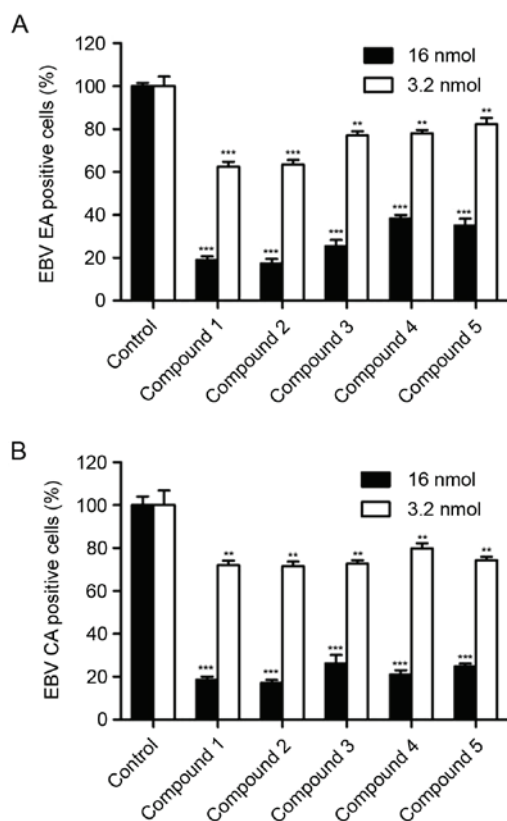 A
EBV EA positive cells (%)
120
100
80
60
40
20
0
16 nmol
3.2 nmol
*** *** *** *** *** ** *** ** *** **
Control
Compound 1
Compound 2
Compound 3
Compound 4
Compound 5
B
EBV CA positive cells (%)
120
100
80
60
40
20
0
16 nmol
3.2 nmol
*** ** *** ** *** ** *** ** *** **
Control
Compound 1
Compound 2
Compound 3
Compound 4
Compound 5